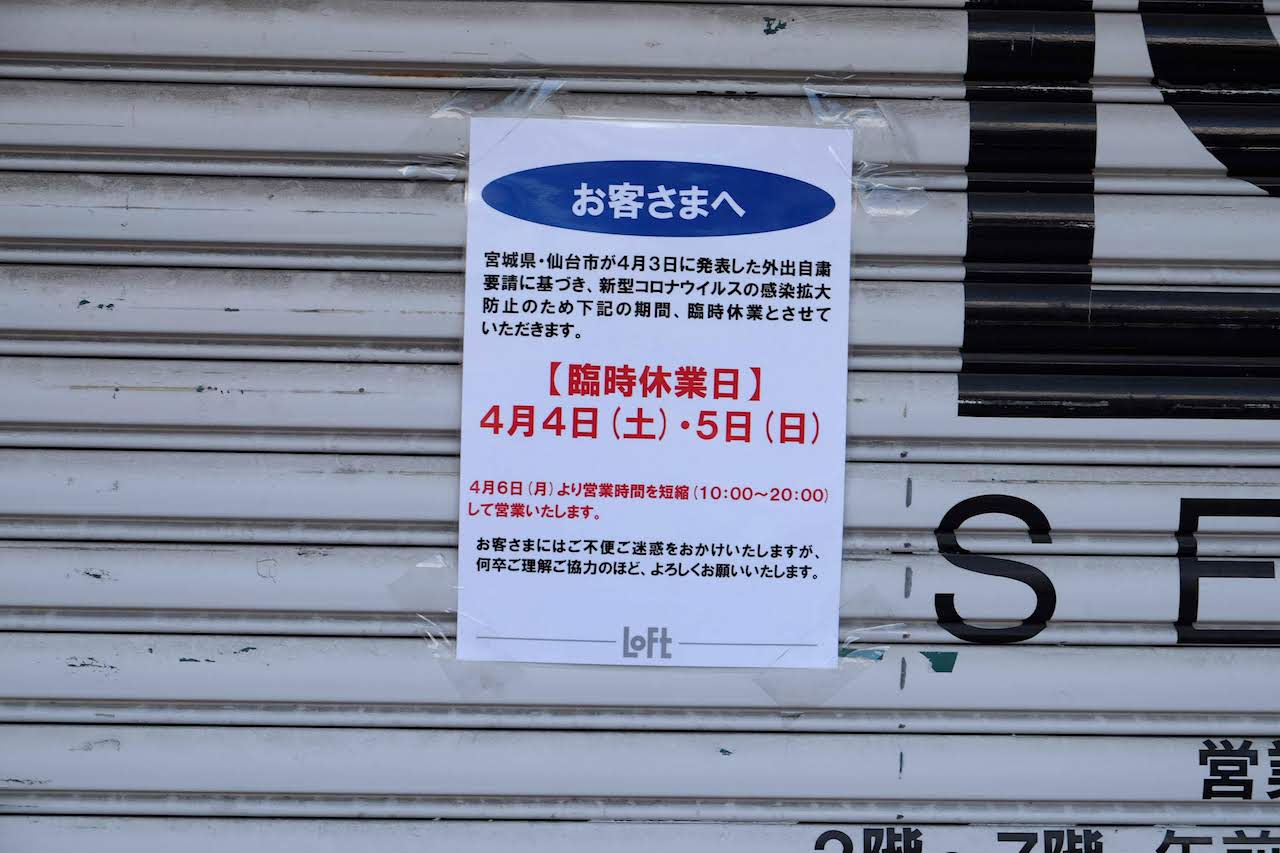 お客さまへ
宮城県・仙台市が4月3日に発表した外出自粛
要請に基づき、新型コロナウイルスの感染拡大
防止のため下記の期間、臨時休業とさせて
いただきます。
【臨時休業日】
4月4日(土)・5日(日)
4月6日(月)より営業時間を短縮(10:00～20:00)
して営業いたします。
お客さまにはご不便ご迷惑をおかけいたしますが、
何卒ご理解ご協力のほど、よろしくお願いいたします。
LoFt
S E
営業
2階・7階 午前